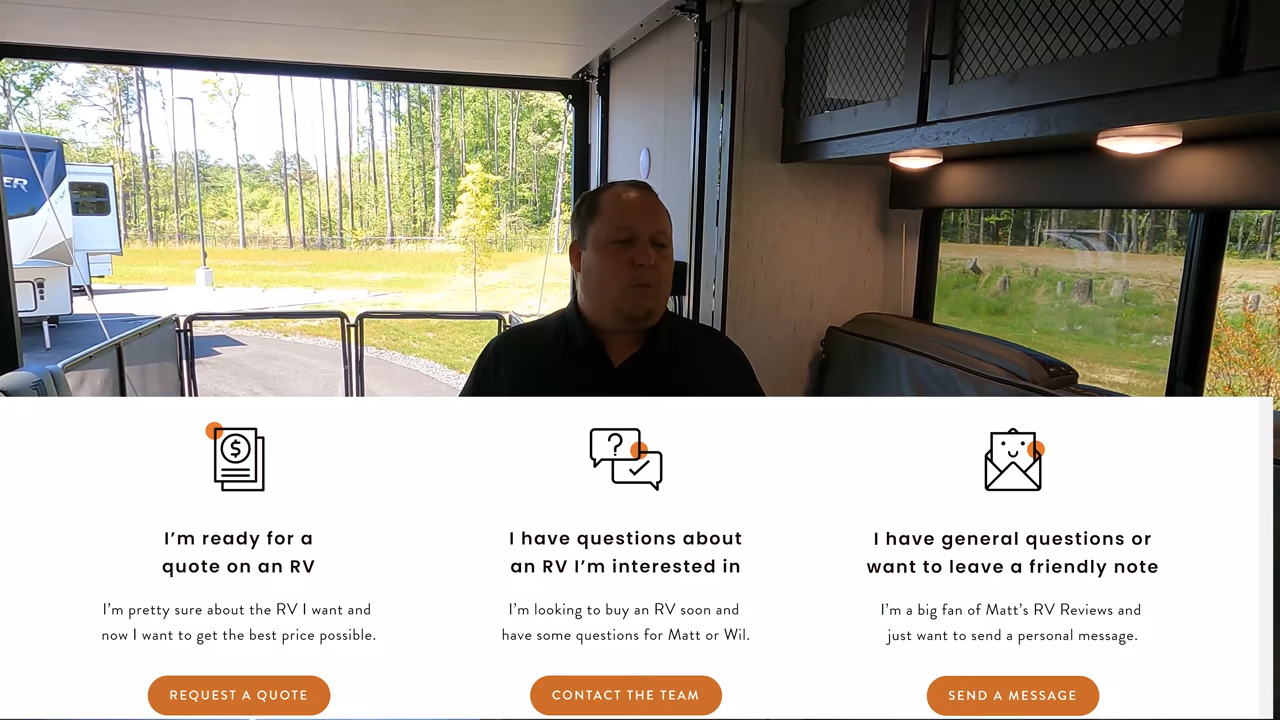 ER
I'm ready for a
quote on an RV
I'm pretty sure about the RV I want and
now I want to get the best price possible.
REQUEST A QUOTE
I have questions about
an RV I'm interested in
I'm looking to buy an RV soon and
have some questions for Matt or Wil.
CONTACT THE TEAM
I have general questions or
want to leave a friendly note
I'm a big fan of Matt's RV Reviews and
just want to send a personal message.
SEND A MESSAGE